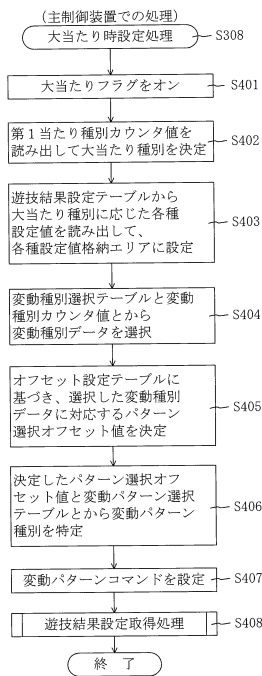 （主制御装置での処理）
大当たり時設定処理
S308
大当たりフラグをオン
S401
第１当たり種別カウンタ値を
読み出して大当たり種別を決定
S402
遊技結果設定テーブルから
大当たり種別に応じた各種
設定値を読み出して、
各種設定値格納エリアに設定
S403
変動種別選択テーブルと変動
種別カウンタ値とから
変動種別データを選択
S404
オフセット設定テーブルに
基づき、選択した変動種別
データに対応するパターン
選択オフセット値を決定
S405
決定したパターン選択オフ
セット値と変動パターン選択
テーブルとから変動パターン
種別を特定
S406
変動パターンコマンドを設定
S407
遊技結果設定取得処理
S408
終 了